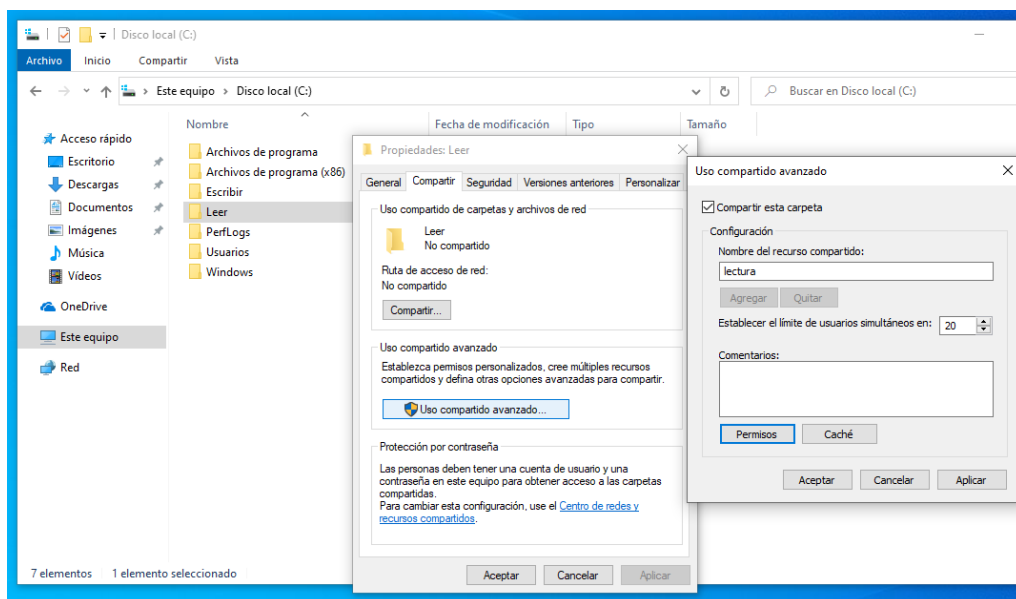 Disco local (C:)
Archivo Inicio Compartir Vista
Este equipo > Disco local (C:)
Buscar en Disco local (C:)
Acceso rápido
Escritorio
Descargas
Documentos
Imágenes
Música
Vídeos
OneDrive
Este equipo
Red
Nombre Fecha de modificación Tipo Tamaño
Archivos de programa
Archivos de programa (x86)
Escribir
Leer
PerfLogs
Usuarios
Windows
7 elementos 1 elemento seleccionado
Propiedades: Leer
General Compartir Seguridad Versiones anteriores Personalizar
Uso compartido de carpetas y archivos de red
Leer
No compartido
Ruta de acceso de red:
No compartido
Compartir...
Uso compartido avanzado
Establezca permisos personalizados, cree múltiples recursos
compartidos y defina otras opciones avanzadas para compartir.
Uso compartido avanzado...
Protección por contraseña
Las personas deben tener una cuenta de usuario y una
contraseña en este equipo para obtener acceso a las carpetas
compartidas.
Para cambiar esta configuración, use el Centro de redes y
recursos compartidos.
Aceptar Cancelar Aplicar
Uso compartido avanzado
Compartir esta carpeta
Configuración
Nombre del recurso compartido:
lectura
Agregar Quitar
Establecer el límite de usuarios simultáneos en: 20
Comentarios:
Permisos Caché
Aceptar Cancelar Aplicar